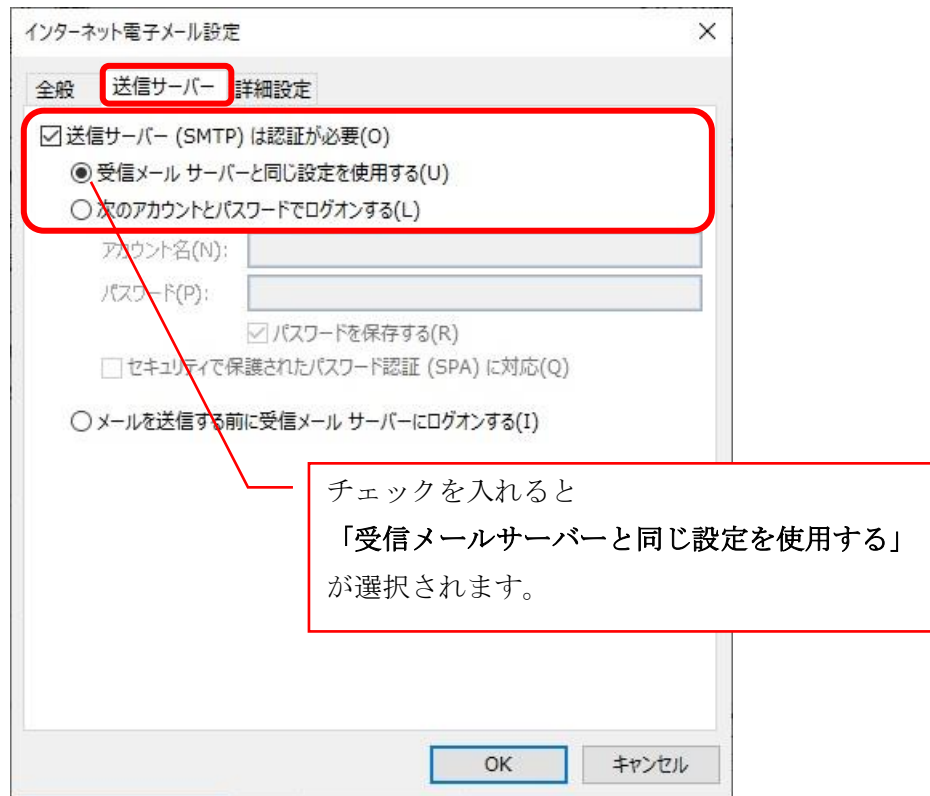 インターネット電子メール設定
全般 送信サーバー 詳細設定
送信サーバー (SMTP) は認証が必要(O)
受信メール サーバーと同じ設定を使用する(U)
次のアカウントとパスワードでログオンする(L)
アカウント名(N):
パスワード(P):
パスワードを保存する(R)
セキュリティで保護されたパスワード認証 (SPA) に対応(Q)
メールを送信する前に受信メール サーバーにログオンする(I)
チェックを入れると
「受信メールサーバーと同じ設定を使用する」
が選択されます。
OK キャンセル